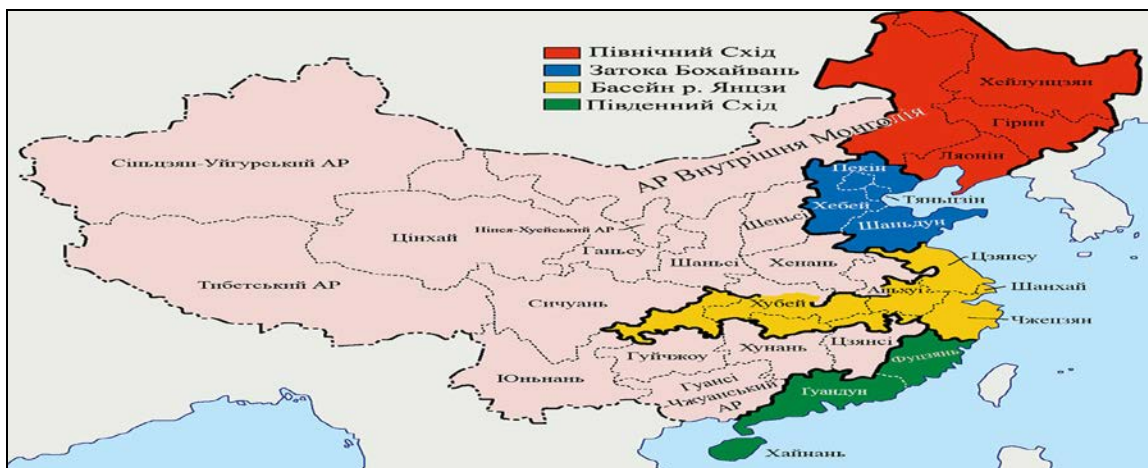 Північний Схід
Затока Бохайвань
Бассейн р. Янцзи
Південний Схід
Хейлунцзян
Гірин
Ляонін
АР Внутрішня Монголія
Сіньцзян-Уйгурський АР
Пекін
Тяньцзін
Хебей
Шаньдун
Шеньсі
Нінся-Хуейський АР
Цінхай
Ганьсу
Шаньсі
Хенань
Цзянсу
Тибетський АР
Сичуань
Хубей
Аньхуй
Шанхай
Чжецзян
Гуйчжоу
Хунань
Цзянсі
Фуцзянь
Юньнань
Гуансі
Чжуанський
АР
Гуандун
Хайнань